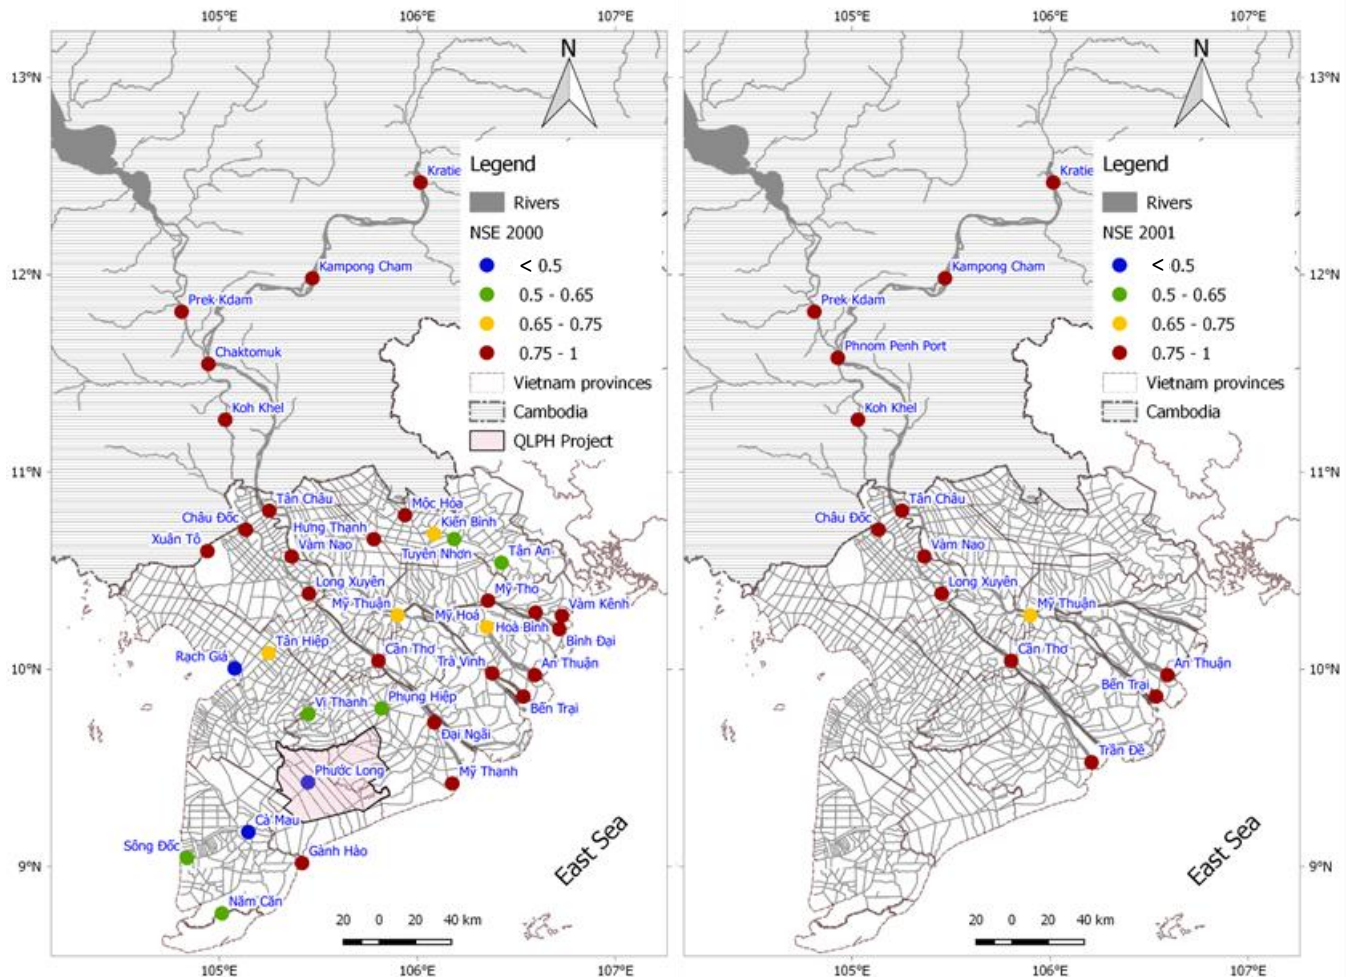 105°E 106°E 107°E
13°N
12°N
11°N
10°N
9°N
N
Legend
Rivers
NSE 2000
< 0.5
0.5 - 0.65
0.65 - 0.75
0.75 - 1
Vietnam provinces
Cambodia
QLPH Project
Kratie
Kampong Cham
Prek Kdam
Chaktomuk
Koh Khel
Tân Châu
Mộc Hóa
Châu Đốc
Hưng Thạnh
Kiến Bình
Xuân Tô
Vàm Nao
Tuyên Nhơn
Tân An
Long Xuyên
Mỹ Tho
Mỹ Thuận
Mỹ Hoá
Vàm Kênh
Hoà Bình
Bình Đại
Tân Hiệp
Rạch Giá
Cần Thơ
Trà Vinh
An Thuận
Vị Thanh
Phụng Hiệp
Bến Trại
Đại Ngãi
Phước Long
Mỹ Thanh
Cà Mau
Sông Đốc
Gành Hào
Năm Căn
East Sea
20 0 20 40 km
105°E 106°E 107°E
105°E 106°E 107°E
13°N
12°N
11°N
10°N
9°N
N
Legend
Rivers
NSE 2001
< 0.5
0.5 - 0.65
0.65 - 0.75
0.75 - 1
Vietnam provinces
Cambodia
Kratie
Kampong Cham
Prek Kdam
Phnom Penh Port
Koh Khel
Tân Châu
Châu Đốc
Vàm Nao
Long Xuyên
Mỹ Thuận
Cần Thơ
An Thuận
Bến Trại
Trần Đề
East Sea
20 0 20 40 km
105°E 106°E 107°E